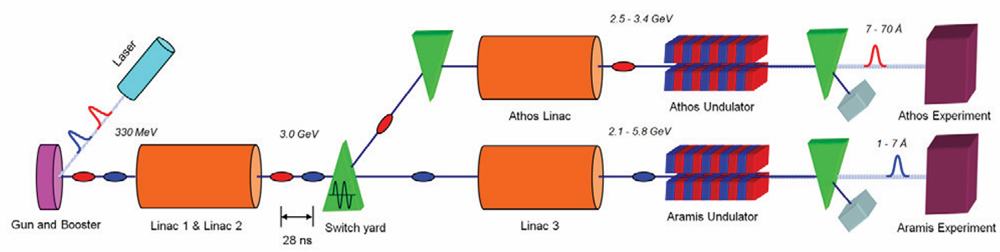 Laser
2.5 - 3.4 GeV
7 - 70 Å
Athos Linac
Athos Undulator
Athos Experiment
330 MeV
3.0 GeV
2.1 - 5.8 GeV
1 - 7 Å
Gun and Booster
Linac 1 & Linac 2
28 ns
Switch yard
Linac 3
Aramis Undulator
Aramis Experiment